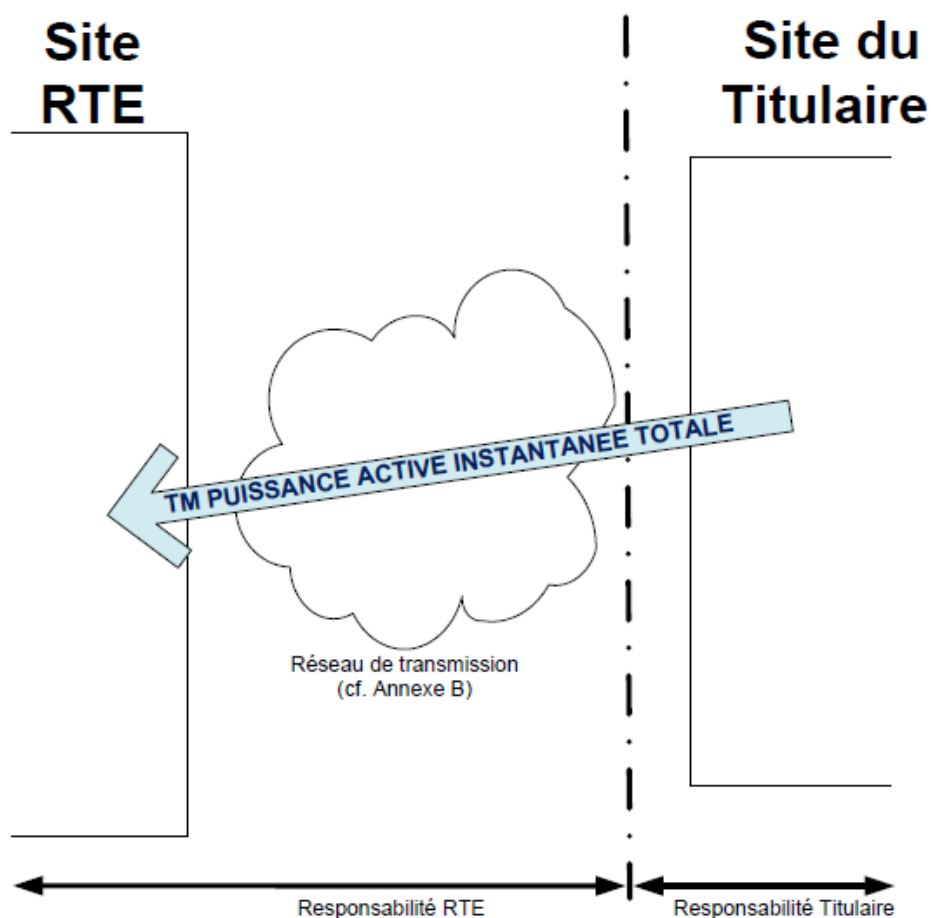 Site
RTE
Site du
Titulaire
TM PUISSANCE ACTIVE INSTANTANEE TOTALE
Réseau de transmission
(cf. Annexe B)
Responsabilité RTE
Responsabilité Titulaire